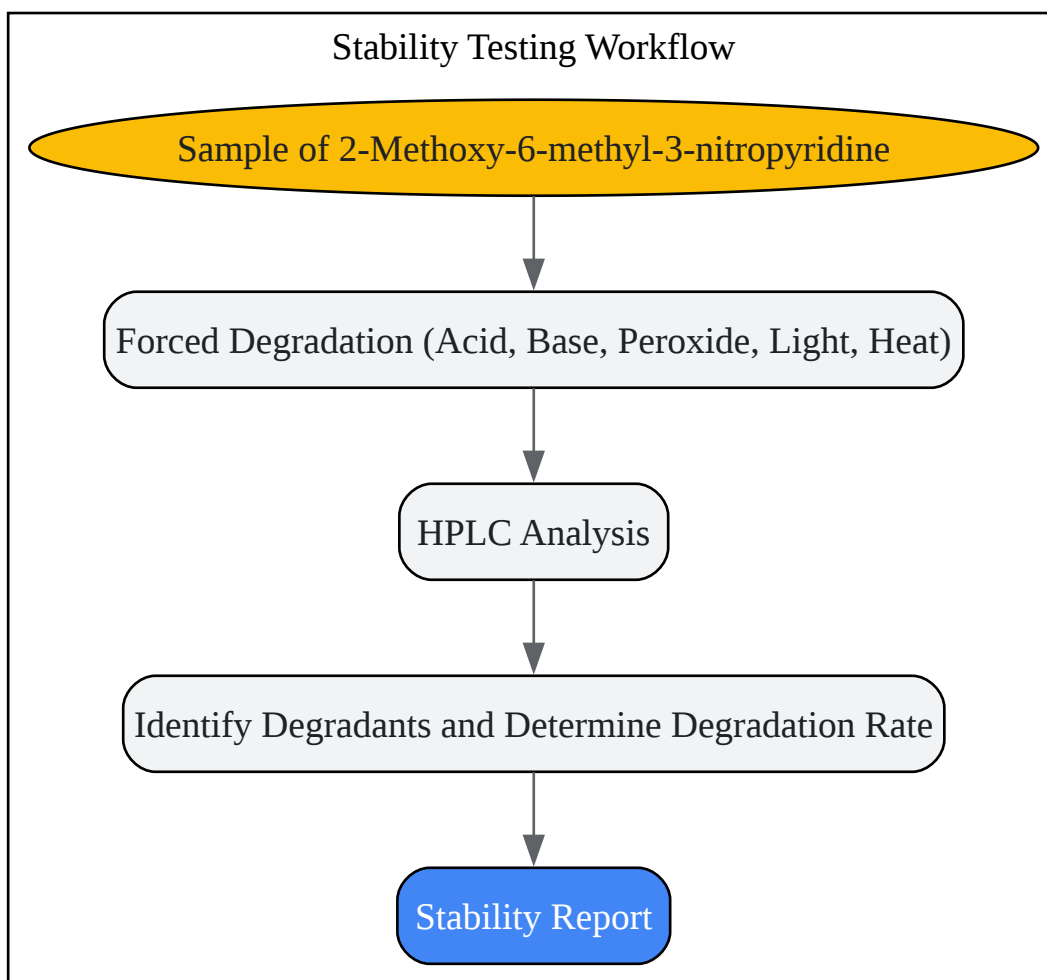 Stability Testing Workflow
Sample of 2-Methoxy-6-methyl-3-nitropyridine
Forced Degradation (Acid, Base, Peroxide, Light, Heat)
HPLC Analysis
Identify Degradants and Determine Degradation Rate
Stability Report